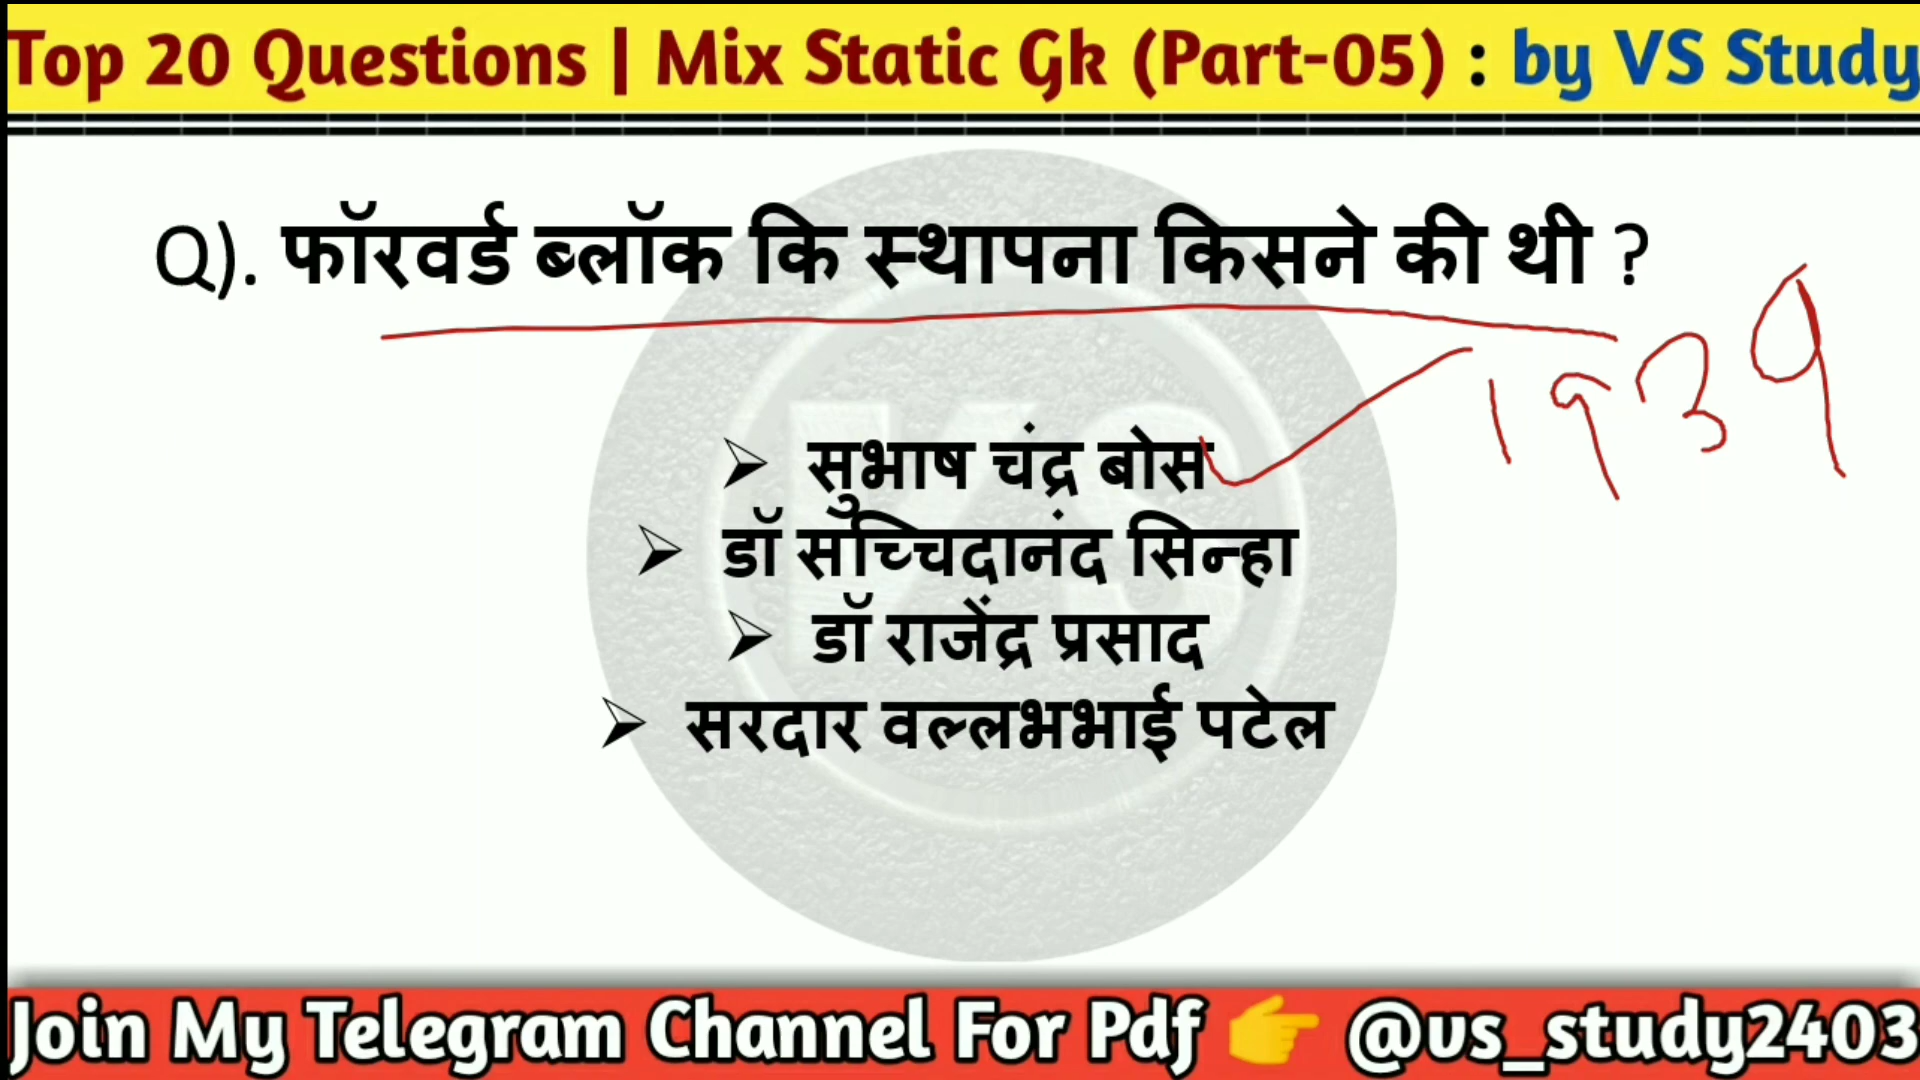 Top 20 Questions | Mix Static Gk (Part-05) : by VS Study
Q). फॉरवर्ड ब्लॉक कि स्थापना किसने की थी ?
1939
➢ सुभाष चंद्र बोस
➢ डॉ सच्चिदानंद सिन्हा
➢ डॉ राजेंद्र प्रसाद
➢ सरदार वल्लभभाई पटेल
Join My Telegram Channel For Pdf 👉 @vs_study2403